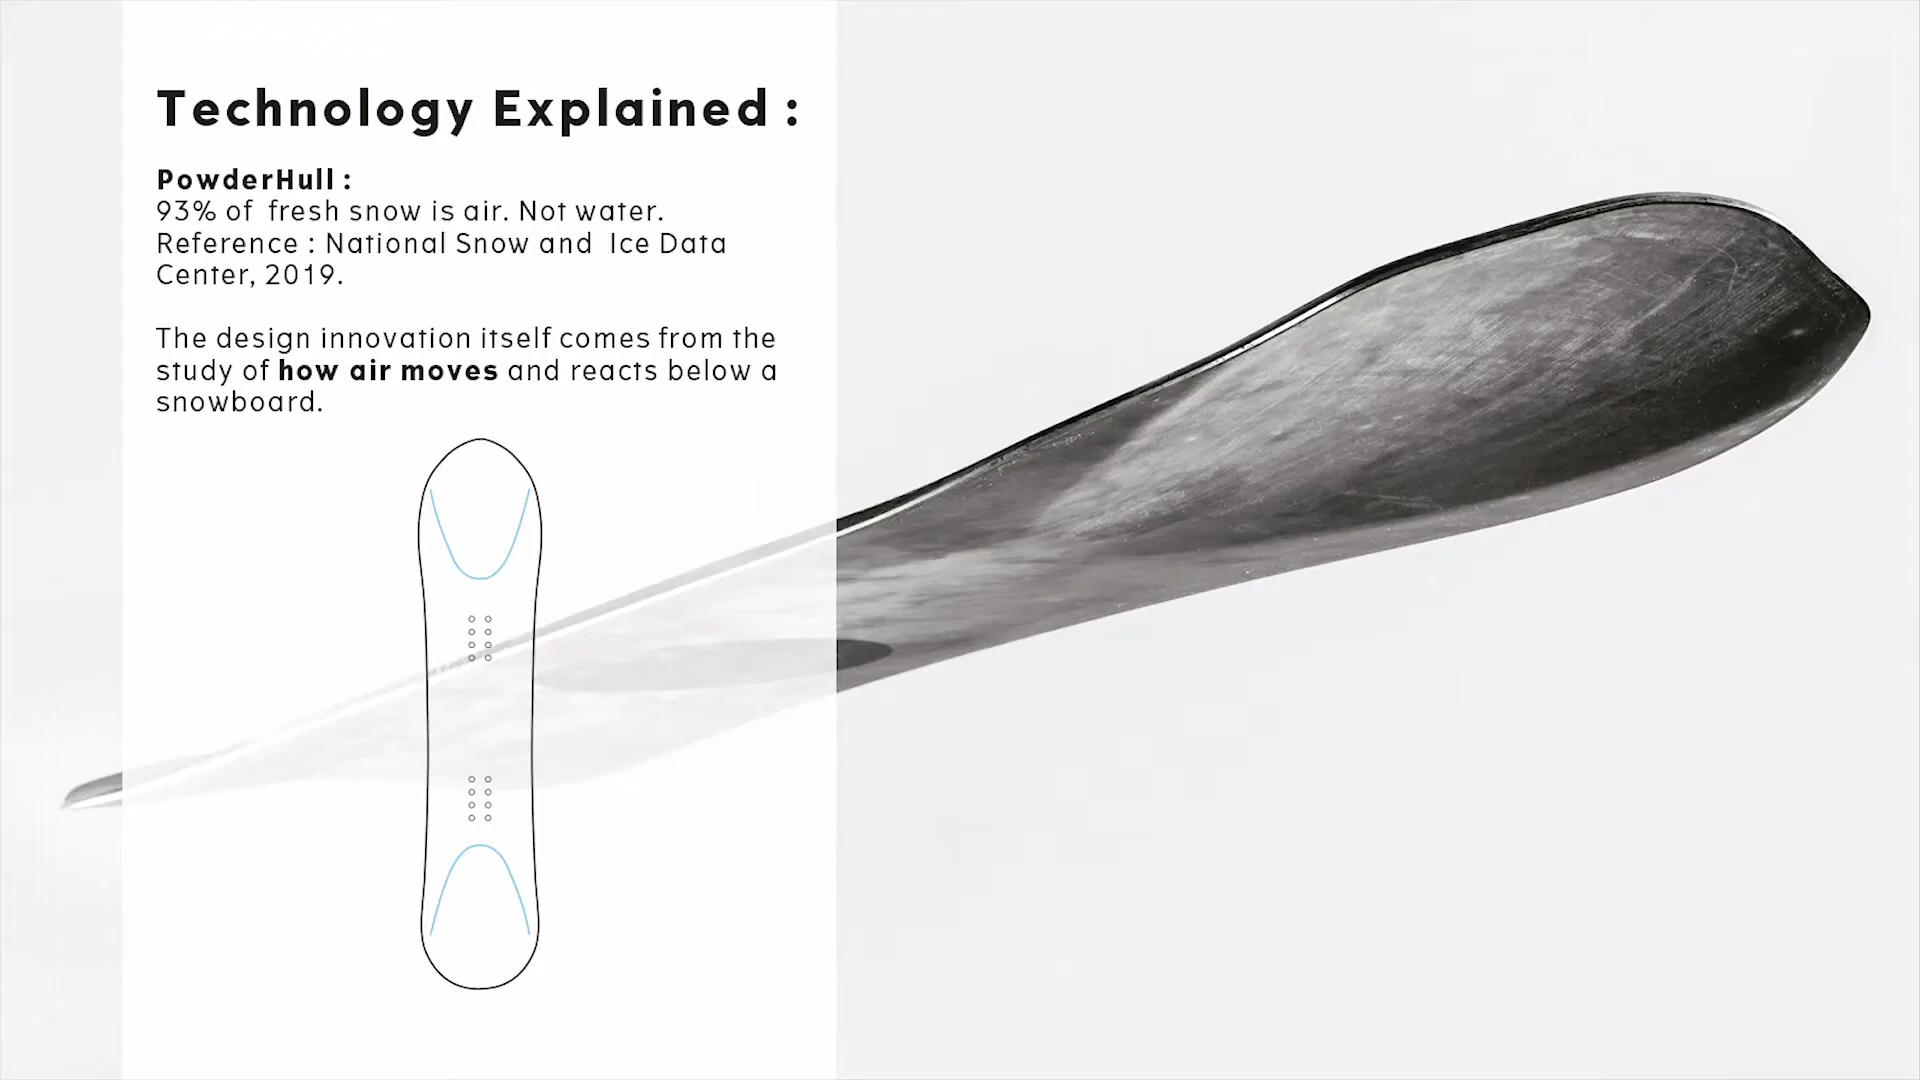 Technology Explained :
PowderHull :
93% of fresh snow is air. Not water.
Reference : National Snow and Ice Data
Center, 2019.
The design innovation itself comes from the
study of how air moves and reacts below a
snowboard.